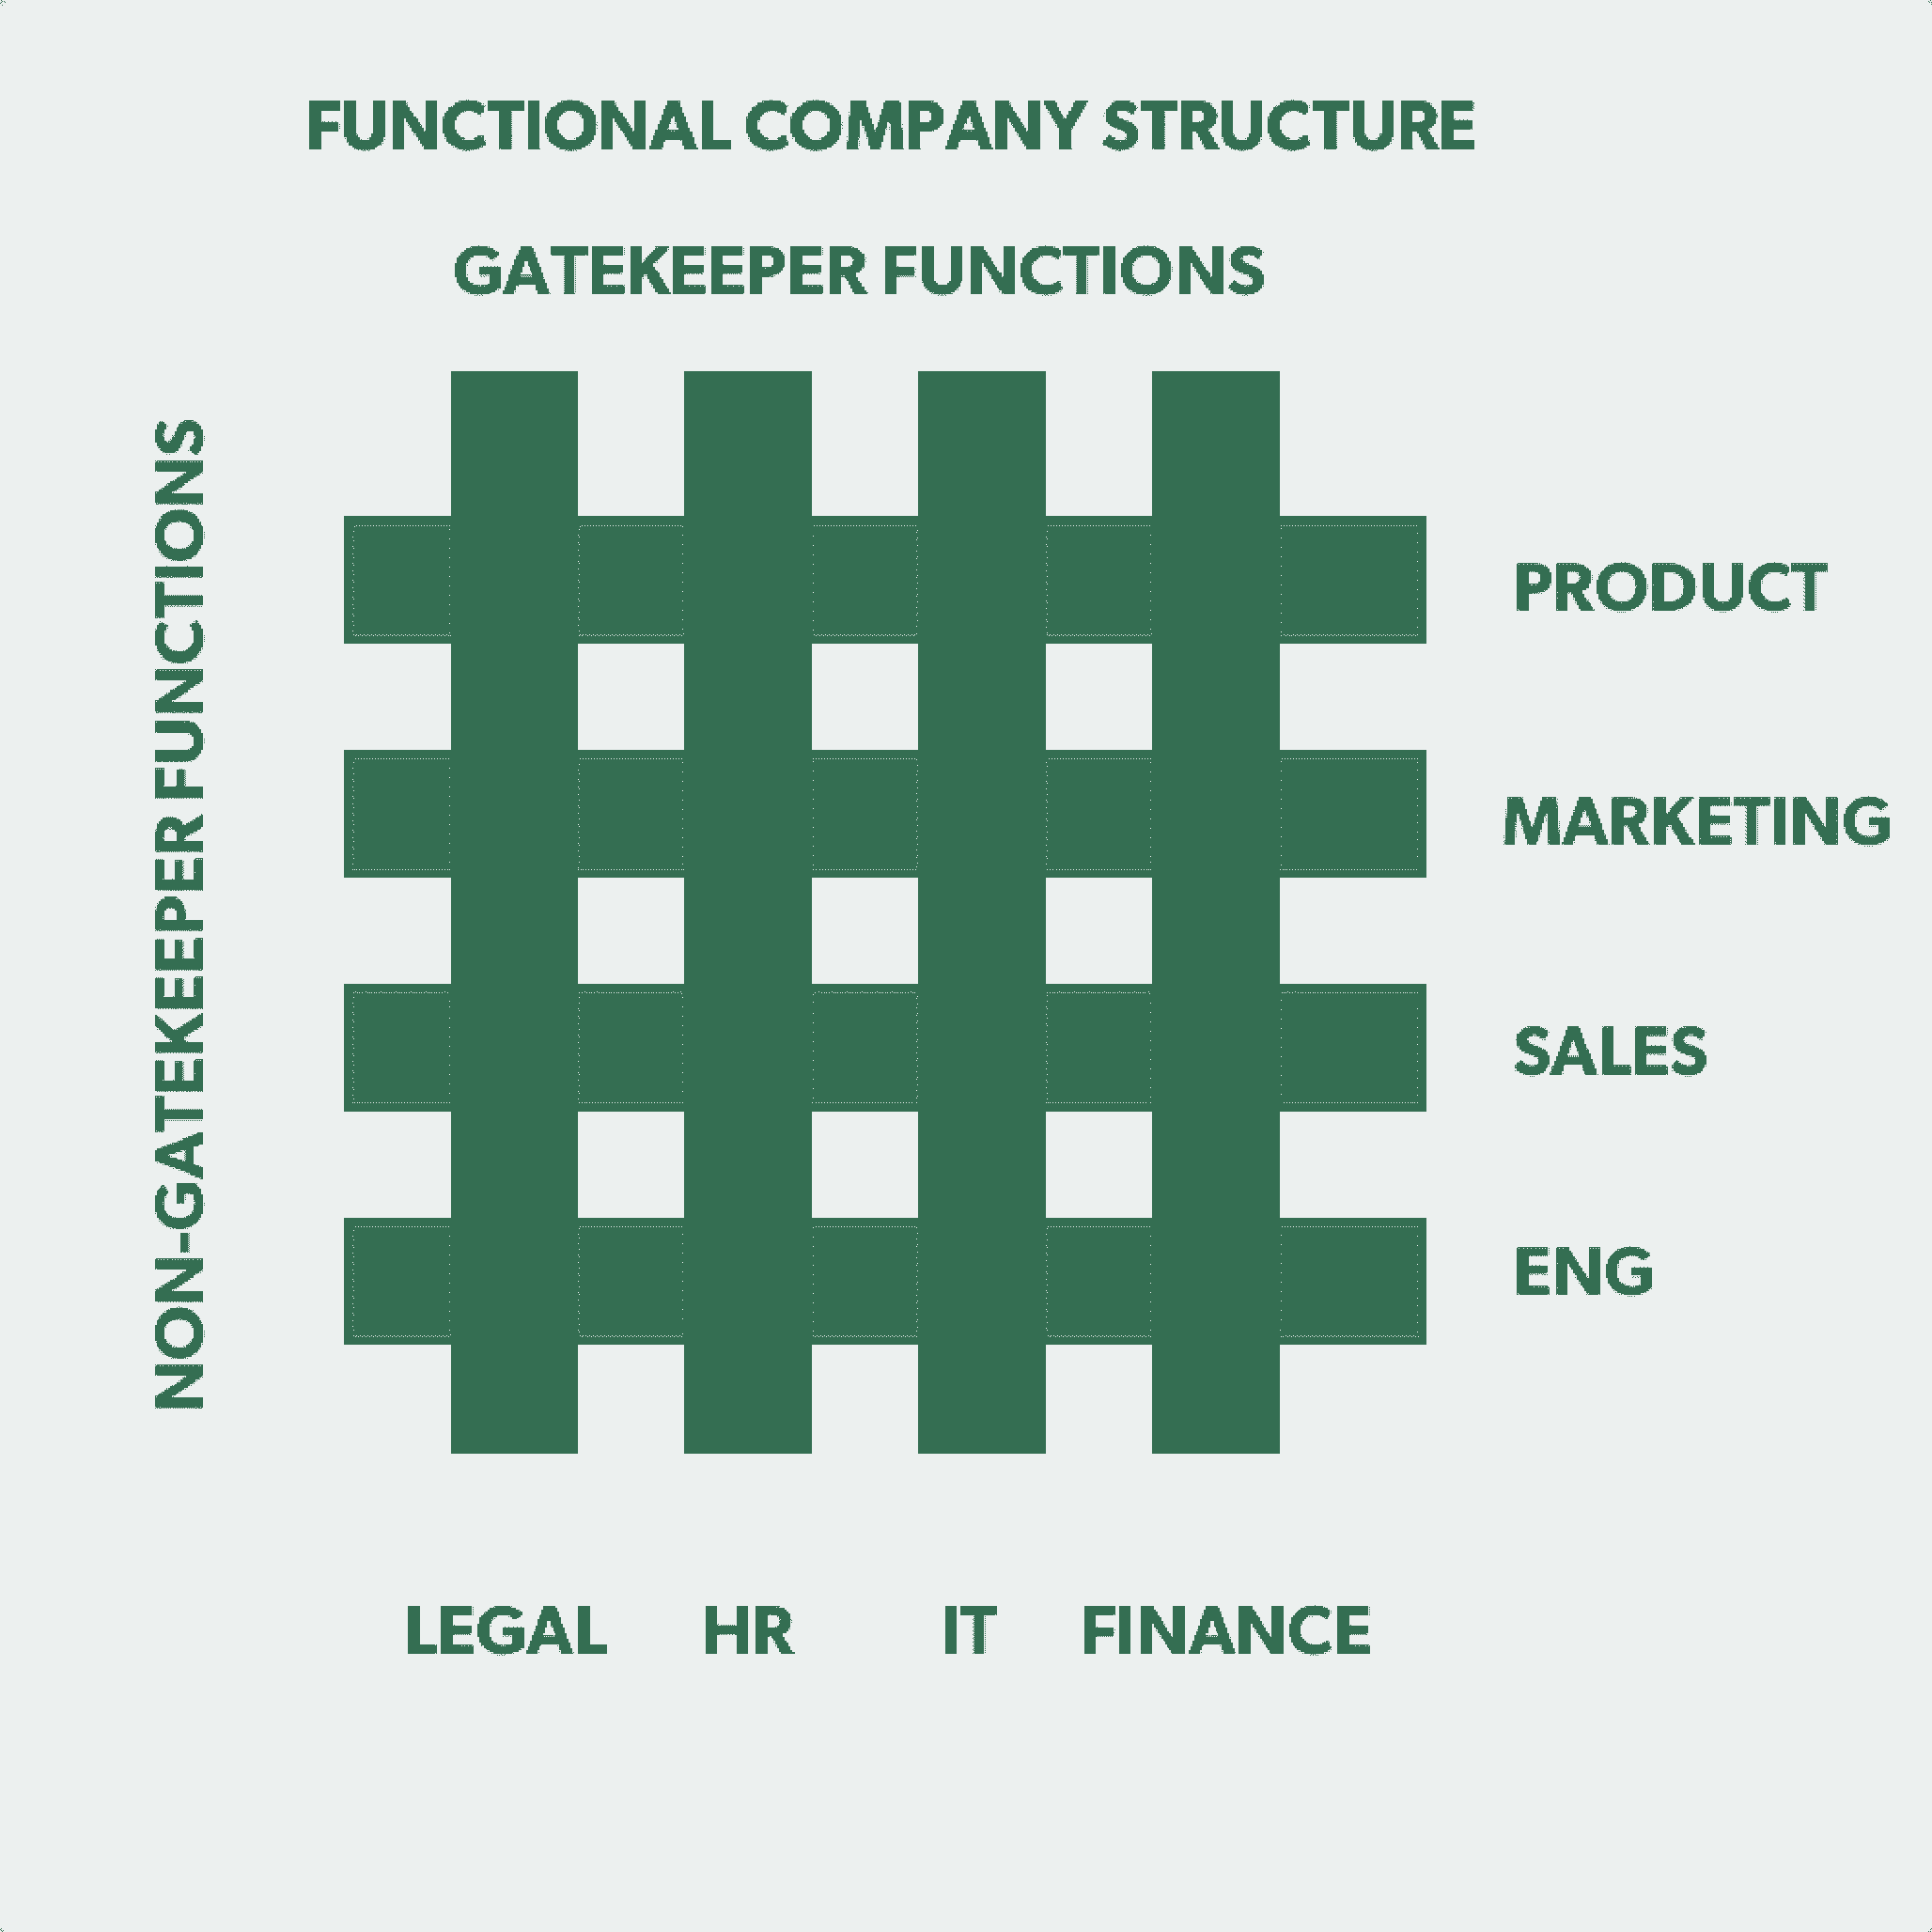 FUNCTIONAL COMPANY STRUCTURE
GATEKEEPER FUNCTIONS
NON-GATEKEEPER FUNCTIONS
PRODUCT
MARKETING
SALES
ENG
LEGAL HR IT FINANCE